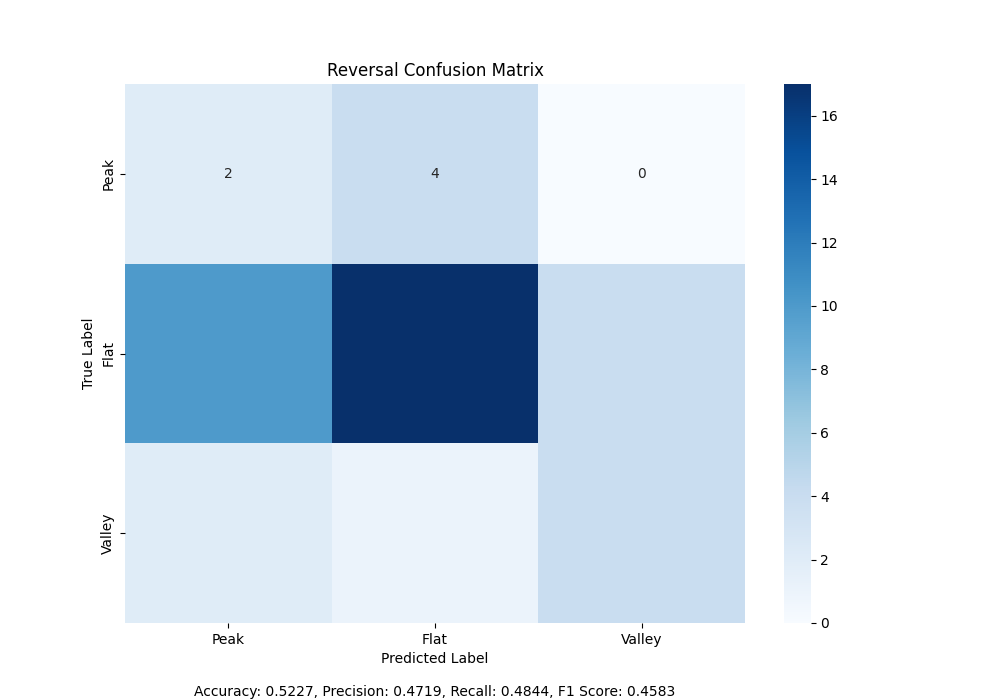 Reversal Confusion Matrix
16
14
12
10
8
6
4
2
0
True Label
Peak
2 4 0
Flat
Valley
Peak Flat Valley
Predicted Label
Accuracy: 0.5227, Precision: 0.4719, Recall: 0.4844, F1 Score: 0.4583